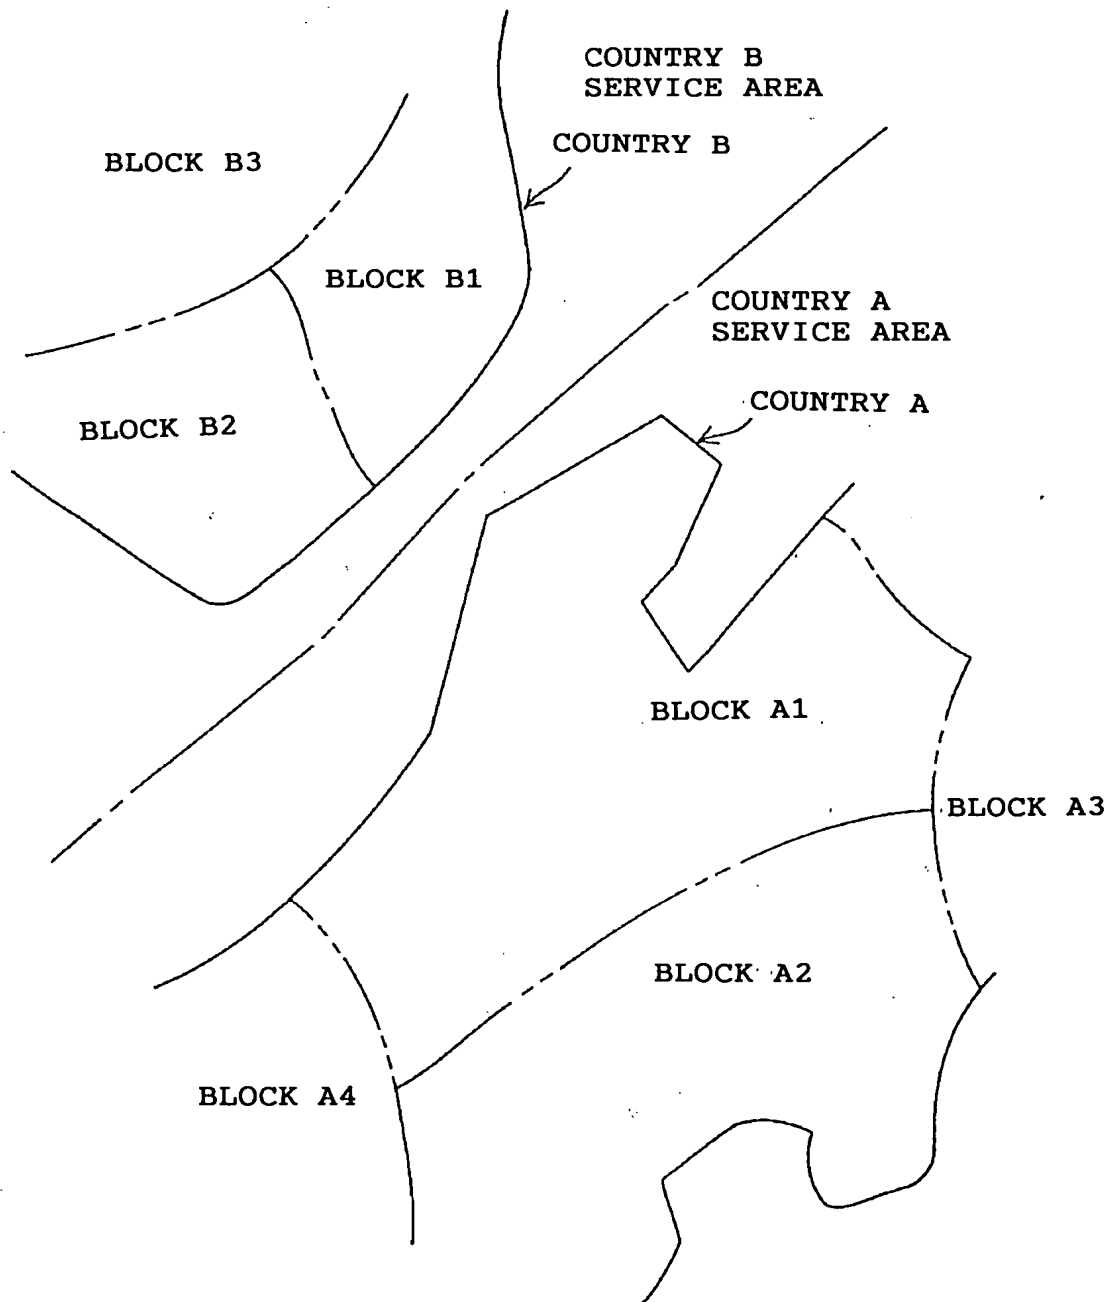 COUNTRY B
SERVICE AREA
COUNTRY B
BLOCK B3
BLOCK B1
COUNTRY A
SERVICE AREA
COUNTRY A
BLOCK B2
BLOCK A1
BLOCK A3
BLOCK A2
BLOCK A4